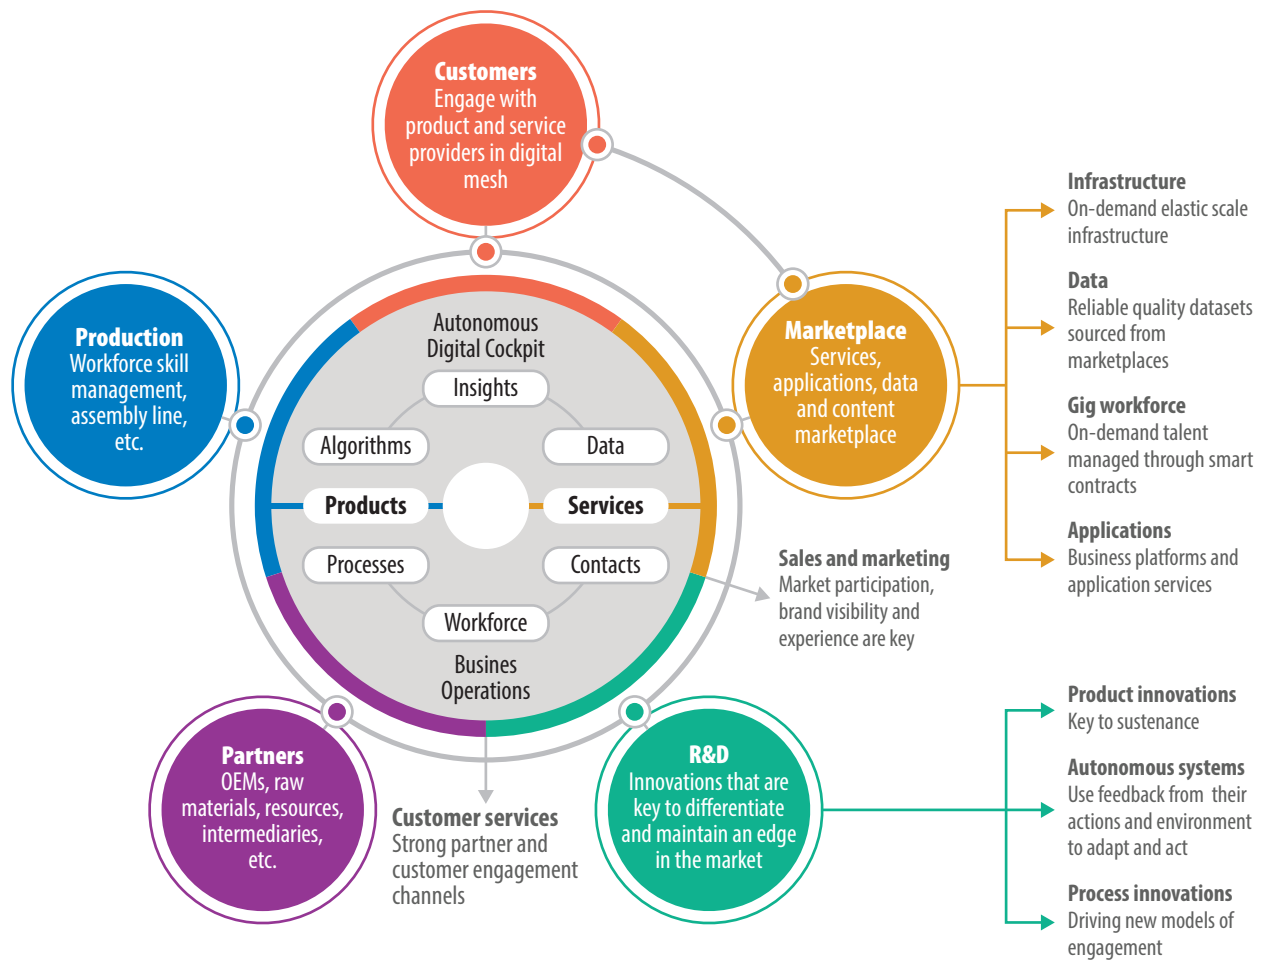 Customers
Engage with
product and service
providers in digital
mesh
Production
Workforce skill
management,
assembly line,
etc.
Autonomous
Digital Cockpit
Insights
Algorithms
Data
Products
Services
Processes
Contacts
Workforce
Busines
Operations
Marketplace
Services,
applications, data
and content
marketplace
Infrastructure
On-demand elastic scale
infrastructure
Data
Reliable quality datasets
sourced from
marketplaces
Gig workforce
On-demand talent
managed through smart
contracts
Applications
Business platforms and
application services
Sales and marketing
Market participation,
brand visibility and
experience are key
Partners
OEMs, raw
materials, resources,
intermediaries,
etc.
Customer services
Strong partner and
customer engagement
channels
R&D
Innovations that are
key to differentiate
and maintain an edge
in the market
Product innovations
Key to sustenance
Autonomous systems
Use feedback from their
actions and environment
to adapt and act
Process innovations
Driving new models of
engagement